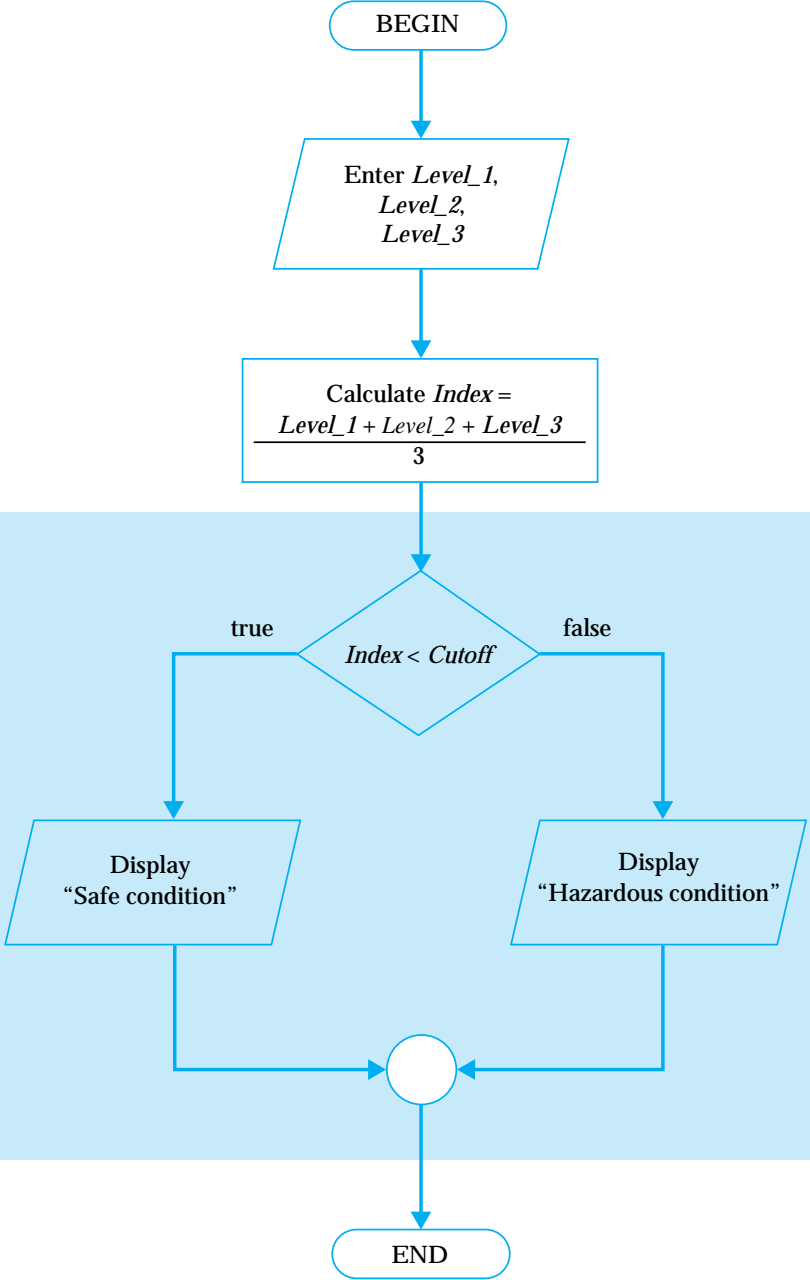 BEGIN
Enter Level_1,
Level_2,
Level_3
Calculate Index =
Level_1 + Level_2 + Level_3
3
true
false
Index < Cutoff
Display
“Safe condition”
Display
“Hazardous condition”
END